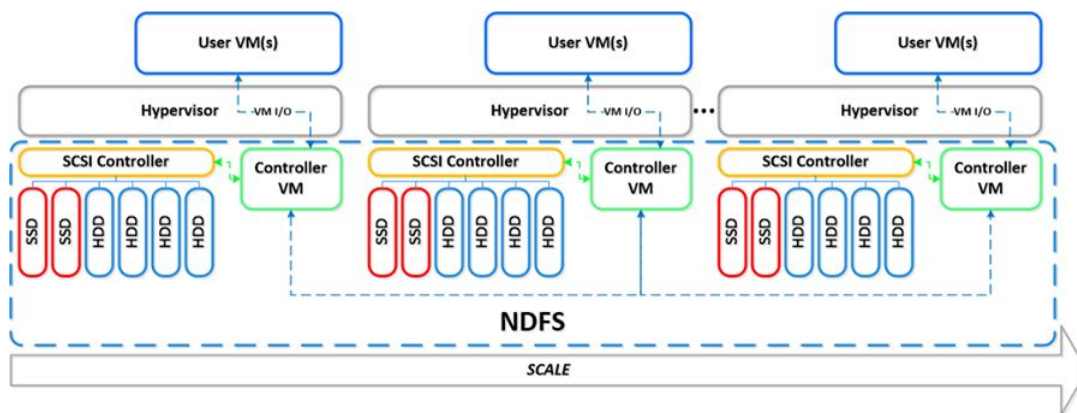 User VM(s)
User VM(s)
User VM(s)
Hypervisor
VM I/O
Hypervisor
VM I/O
...
Hypervisor
VM I/O
SCSI Controller
Controller
VM
SCSI Controller
Controller
VM
SCSI Controller
Controller
VM
SSD
SSD
HDD
HDD
HDD
HDD
SSD
SSD
HDD
HDD
HDD
HDD
SSD
SSD
HDD
HDD
HDD
HDD
NDFS
SCALE